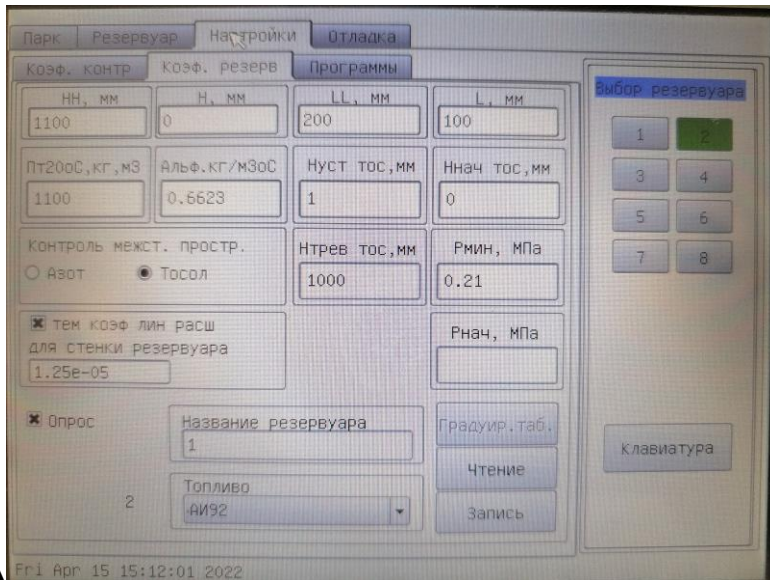 Парк Резервуар Настройки Отладка
Коэф. контр Коэф. резерв Программы
HH, мм H, мм LL, мм L, мм
1100 0 200 100
Пт20оС,кг,м3 Альф.кг/м3оС Нуст тос,мм Ннач тос,мм
1100 0.6623 1 0
Контроль межст. простр. Нтрев тос,мм Рмин, МПа
Азот Тосол 1000 0.21
тем коэф лин расш
для стенки резервуара
1.25e-05
Рнач, МПа
Опрос
Название резервуара
1
Градуир.таб.
Чтение
2
Топливо
АИ92
Запись
Выбор резервуара
1 2
3 4
5 6
7 8
Клавиатура
Fri Apr 15 15:12:01 2022